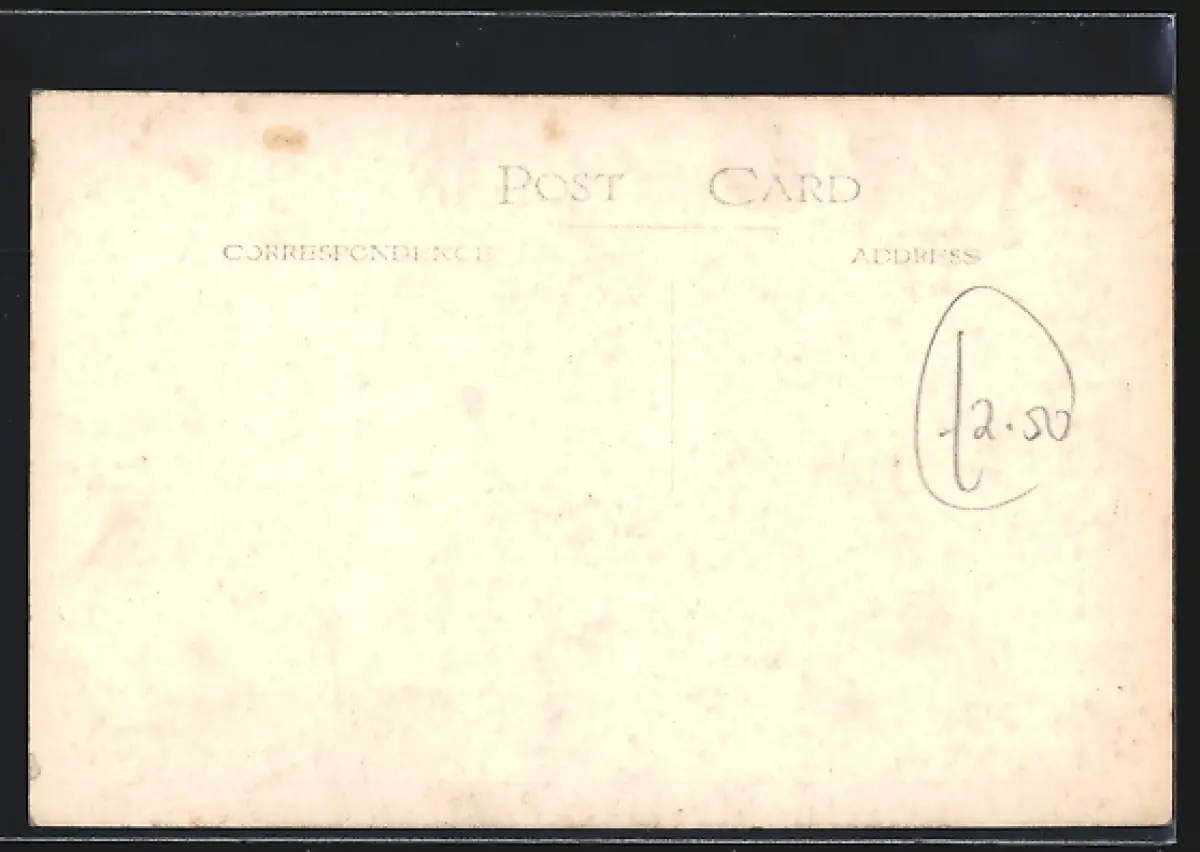 POST CARD
CORRESPONDENCE ADDRESS
£2.50